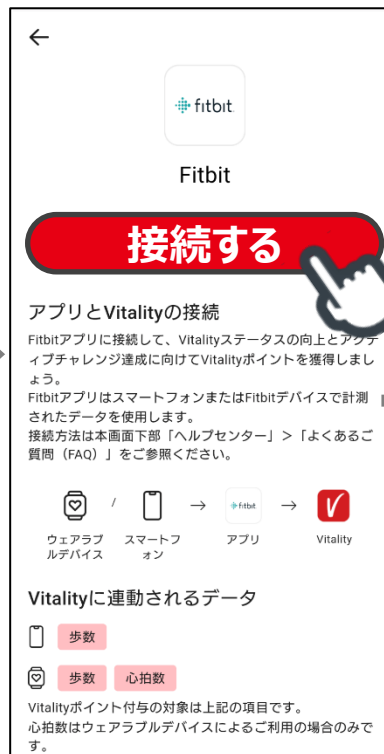 ←
fitbit
Fitbit
接続する
アプリとVitalityの接続
Fitbitアプリに接続して、Vitalityステータスの向上とアクテ
ィブチャレンジ達成に向けてVitalityポイントを獲得しまし
ょう。
Fitbitアプリはスマートフォンまたはfitbitデバイスで計測
されたデータを使用します。
接続方法は本画面下部「ヘルプセンター」>「よくあるご
質問（FAQ）」をご参照ください。
/ → fitbit →
ウェアラブ スマートフ アプリ Vitality
ルデバイス ォン
Vitalityに連動されるデータ
歩数
歩数 心拍数
Vitalityポイント付与の対象は上記の項目です。
心拍数はウェアラブルデバイスによるご利用の場合のみで
す。